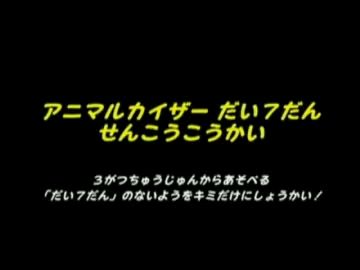 アニマルカイザー だい7だん
せんこうこうかい
3がつちゅうじゅんからあそべる
「だい7だん」のないようをキミだけにしょうかい!